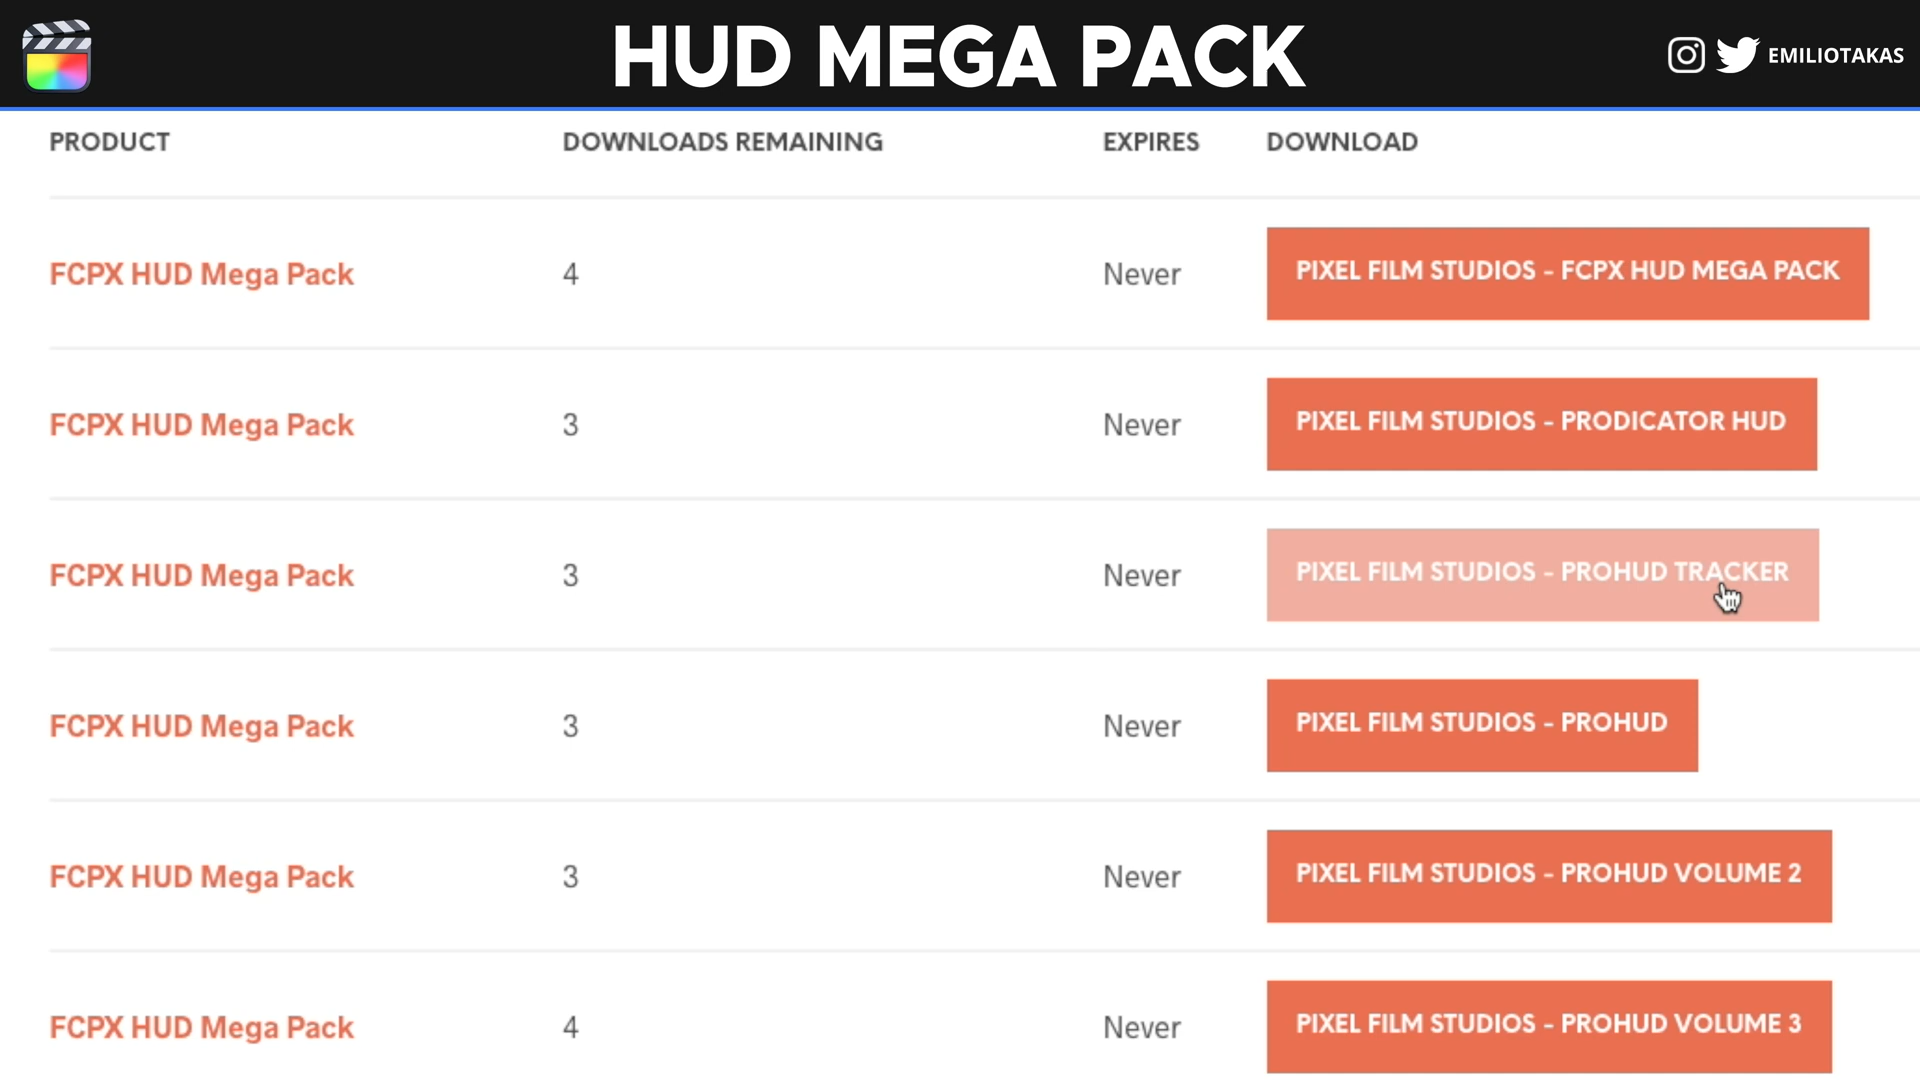 HUD MEGA PACK
EMILIOTAKAS
PRODUCT DOWNLOADS REMAINING EXPIRES DOWNLOAD
FCPX HUD Mega Pack 4 Never PIXEL FILM STUDIOS - FCPX HUD MEGA PACK
FCPX HUD Mega Pack 3 Never PIXEL FILM STUDIOS - PRODICATOR HUD
FCPX HUD Mega Pack 3 Never PIXEL FILM STUDIOS - PROHUD TRACKER
FCPX HUD Mega Pack 3 Never PIXEL FILM STUDIOS - PROHUD
FCPX HUD Mega Pack 3 Never PIXEL FILM STUDIOS - PROHUD VOLUME 2
FCPX HUD Mega Pack 4 Never PIXEL FILM STUDIOS - PROHUD VOLUME 3